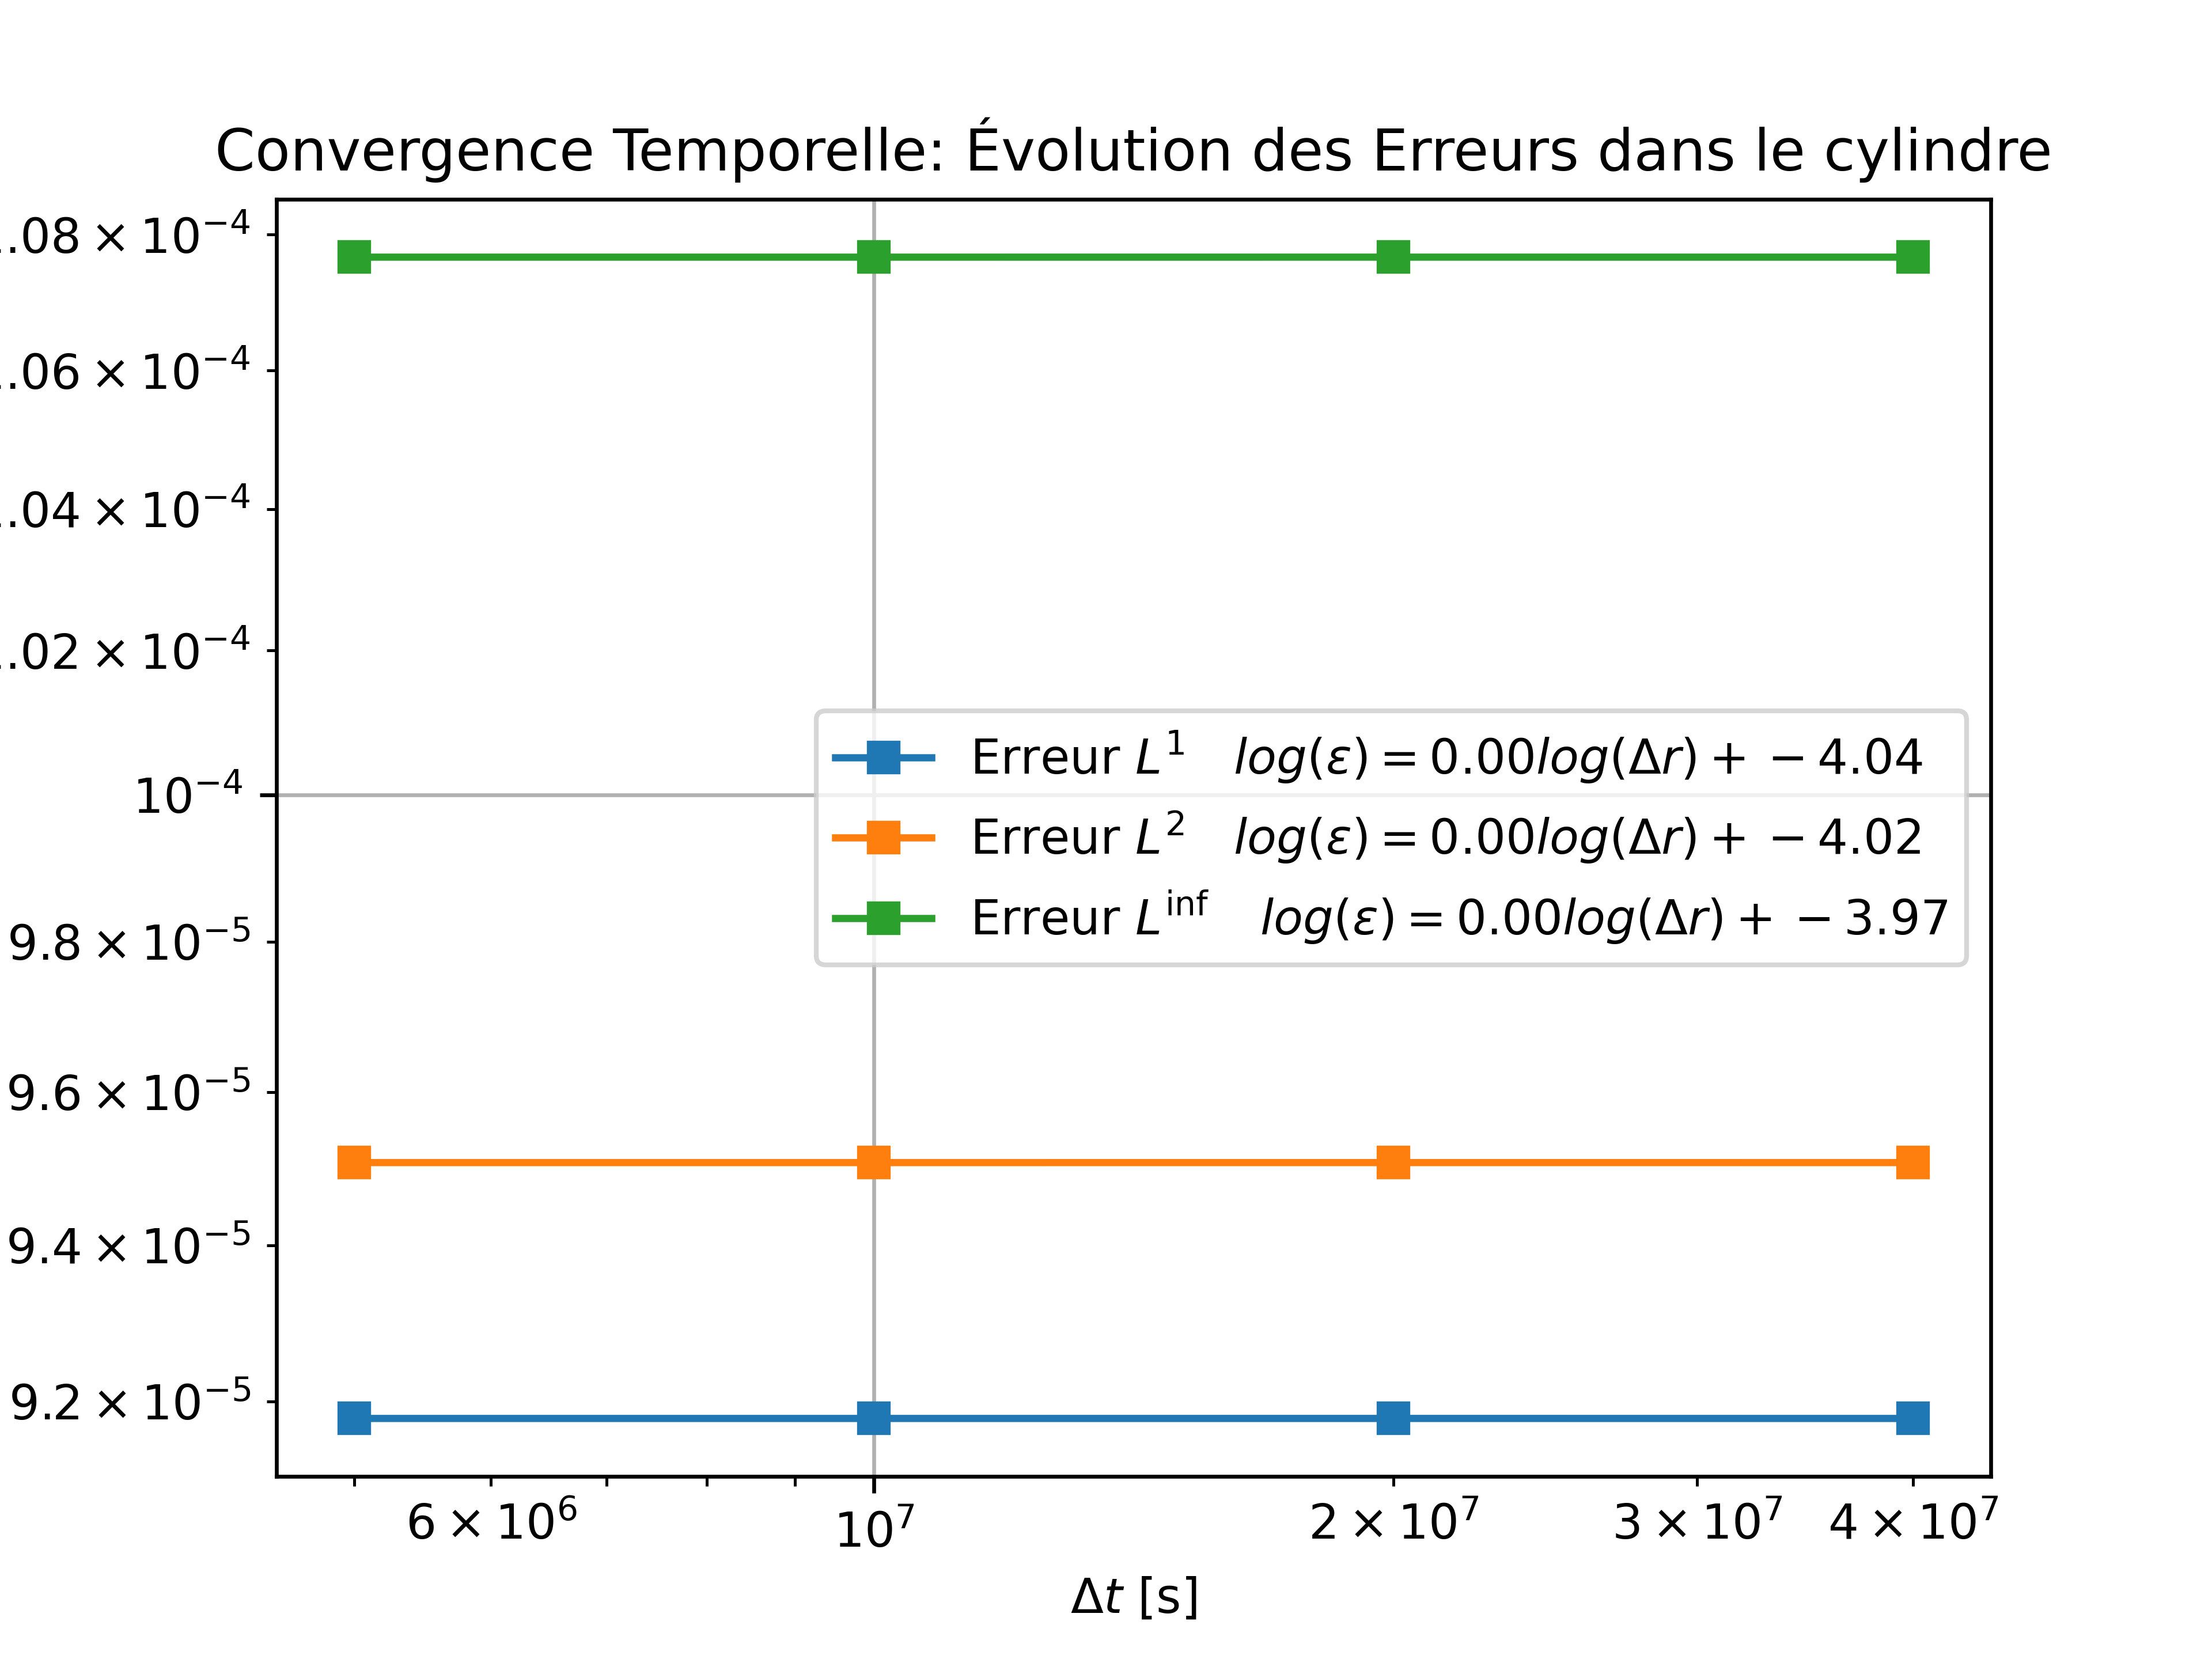 Convergence Temporelle: Évolution des Erreurs dans le cylindre
.08 × 10⁻⁴
.06 × 10⁻⁴
.04 × 10⁻⁴
.02 × 10⁻⁴
10⁻⁴
9.8 × 10⁻⁵
9.6 × 10⁻⁵
9.4 × 10⁻⁵
9.2 × 10⁻⁵
Erreur L¹ log(ε) = 0.00log(Δr) + −4.04
Erreur L² log(ε) = 0.00log(Δr) + −4.02
Erreur L^inf log(ε) = 0.00log(Δr) + −3.97
6 × 10⁶ 10⁷ 2 × 10⁷ 3 × 10⁷ 4 × 10⁷
Δt [s]